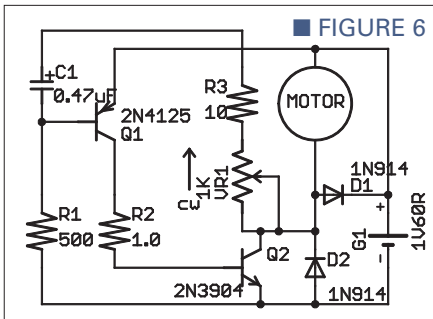 ■ FIGURE 6
+C1
0.47uF
2N4125
Q1
R3
10
MOTOR
cw
1K
VR1
1N914
D1
R1
500
R2
1.0
Q2
2N3904
D2
1N914
+
G1
-
1V60R